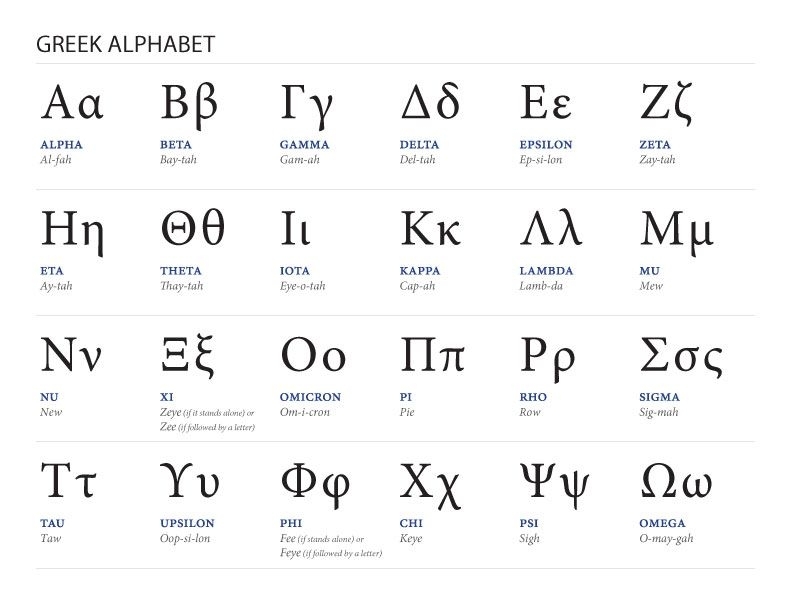 GREEK ALPHABET
Αα Ββ Γγ Δδ Εε Ζζ
ALPHA BETA GAMMA DELTA EPSILON ZETA
Al-fah Bay-tah Gam-ah Del-tah Ep-si-lon Zay-tah
Ηη Θθ Ιι Κκ Λλ Μμ
ETA THETA IOTA KAPPA LAMBDA MU
Ay-tah Thay-tah Eye-o-tah Cap-ah Lamb-da Mew
Νν Ξξ Οο Ππ Ρρ Σσς
NU XI OMICRON PI RHO SIGMA
New Zeye (if it stands alone) or Om-i-cron Pie Row Sig-mah
Zee (if followed by a letter)
Ττ ϒυ Φφ Χχ Ψψ Ωω
TAU UPSILON PHI CHI PSI OMEGA
Taw Oop-si-lon Fee (if stands alone) or Keye Sigh O-may-gah
Feye (if followed by a letter)